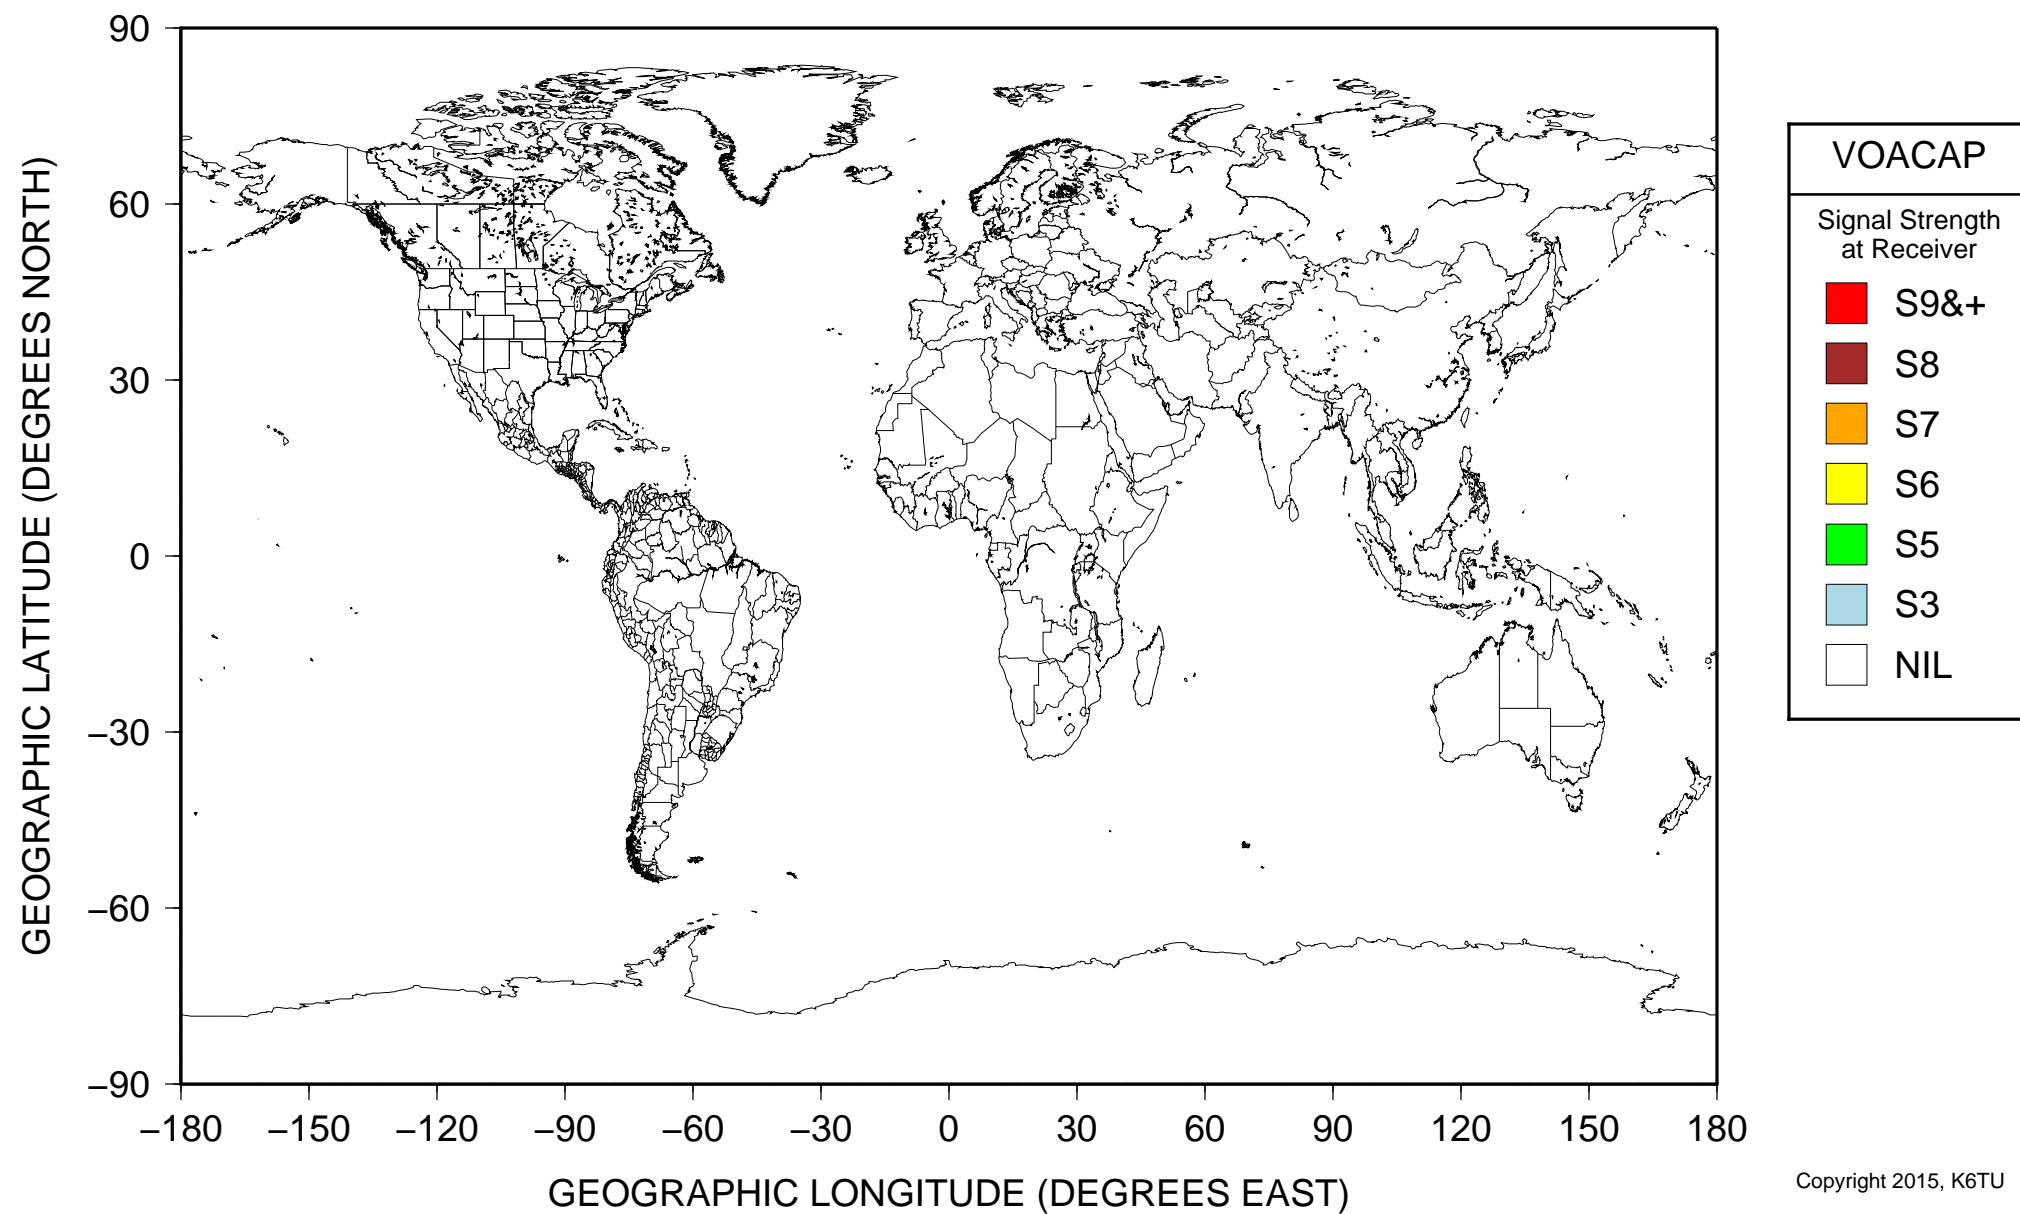 90
60
30
0
−30
−60
−90
GEOGRAPHIC LATITUDE (DEGREES NORTH)
−180 −150 −120 −90 −60 −30 0 30 60 90 120 150 180
GEOGRAPHIC LONGITUDE (DEGREES EAST)
VOACAP
Signal Strength
at Receiver
S9&+
S8
S7
S6
S5
S3
NIL
Copyright 2015, K6TU